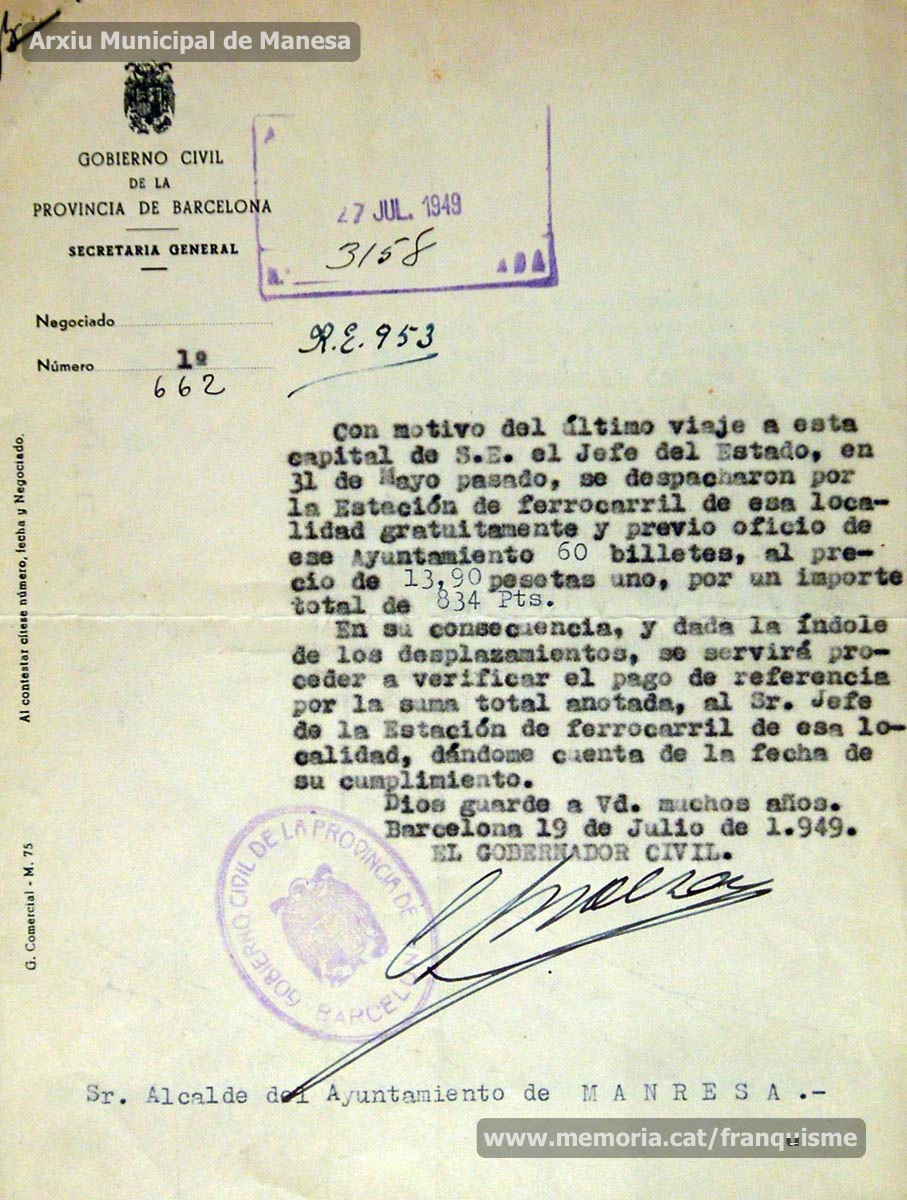 Arxiu Municipal de Manesa
GOBIERNO CIVIL
DE LA
PROVINCIA DE BARCELONA
SECRETARIA GENERAL
27 JUL. 1949
3158
Negociado
Número 1º
662
R.E. 953
Con motivo del último viaje a esta
capital de S.E. el Jefe del Estado, en
31 de Mayo pasado, se despacharon por
la Estación de ferrocarril de esa loca-
lidad gratuitamente y previo oficio de
ese Ayuntamiento 60 billetes, al pre-
cio de 13,90 pesetas uno, por un importe
total de 834 Pts.
En su consecuencia, y dada la índole
de los desplazamientos, se servirá pro-
ceder a verificar el pago de referencia
por la suma total anotada, al Sr. Jefe
de la Estación de ferrocarril de esa lo-
calidad, dándome cuenta de la fecha de
su cumplimiento.
Dios guarde a Vd. muchos años.
Barcelona 19 de Julio de 1.949.
EL GOBERNADOR CIVIL.
GOBIERNO CIVIL DE LA PROVINCIA DE
BARCELONA
Sr. Alcalde del Ayuntamiento de M A N R E S A .-
Al contestar cítese número, fecha y Negociado.
G. Comercial - M. 75
www.memoria.cat/franquisme